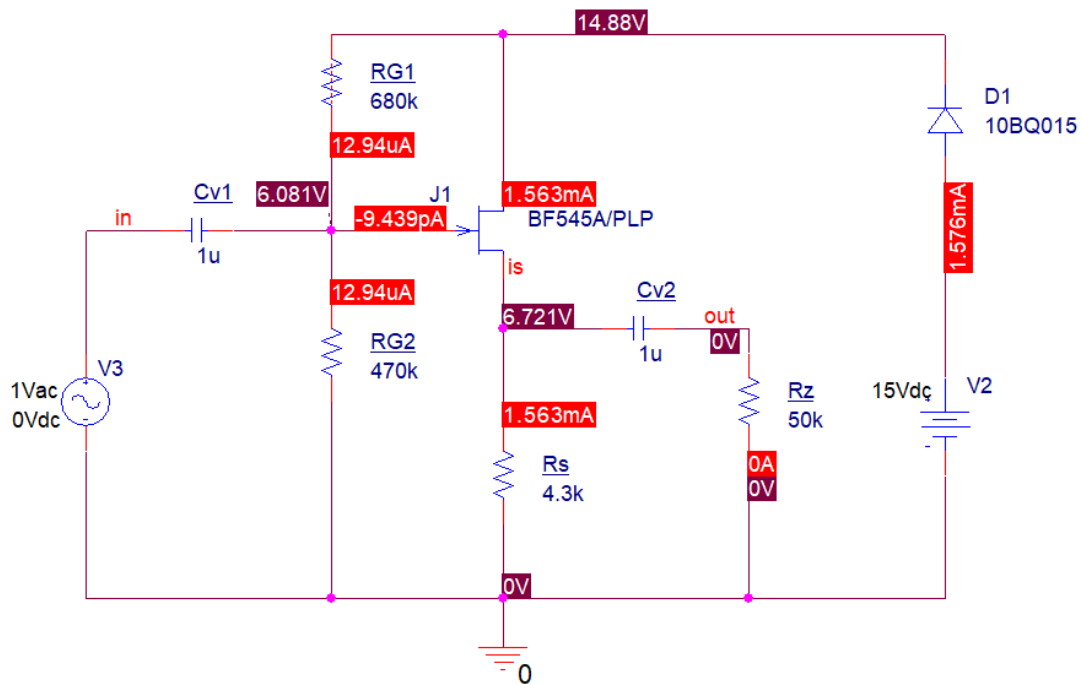 14.88V
RG1
680k
D1
10BQ015
12.94uA
Cv1
6.081V
J1
1.563mA
in
-9.439pA
BF545A/PLP
1u
is
1.576mA
12.94uA
Cv2
6.721V
out
RG2
1u
0V
470k
V3
1Vac
0Vdc
Rz
50k
15Vdc
V2
1.563mA
Rs
4.3k
0A
0V
0V
0